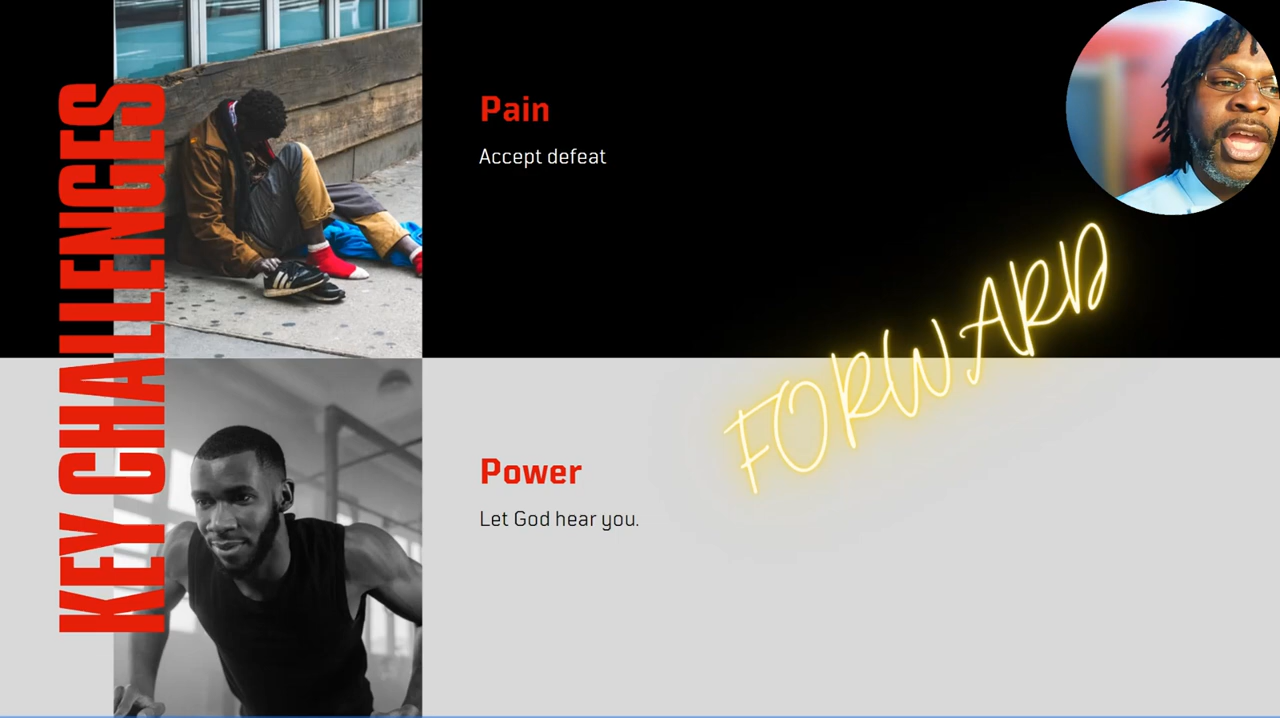 KEY CHALLENGES
Pain
Accept defeat
FORWARD
Power
Let God hear you.